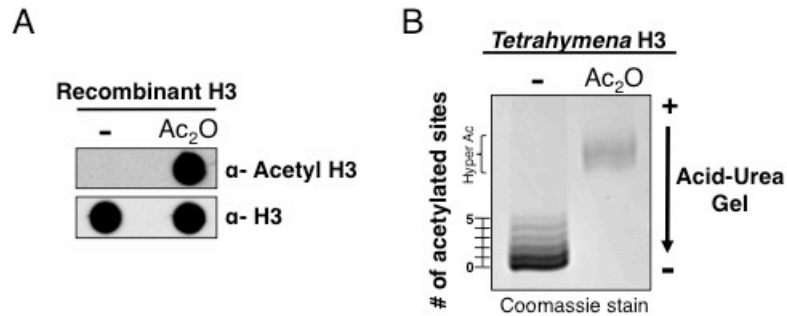 A
Recombinant H3
- Ac₂O
α- Acetyl H3
α- H3
B
Tetrahymena H3
- Ac₂O
# of acetylated sites
Hyper Ac
5
0
+
Acid-Urea
Gel
-
Coomassie stain